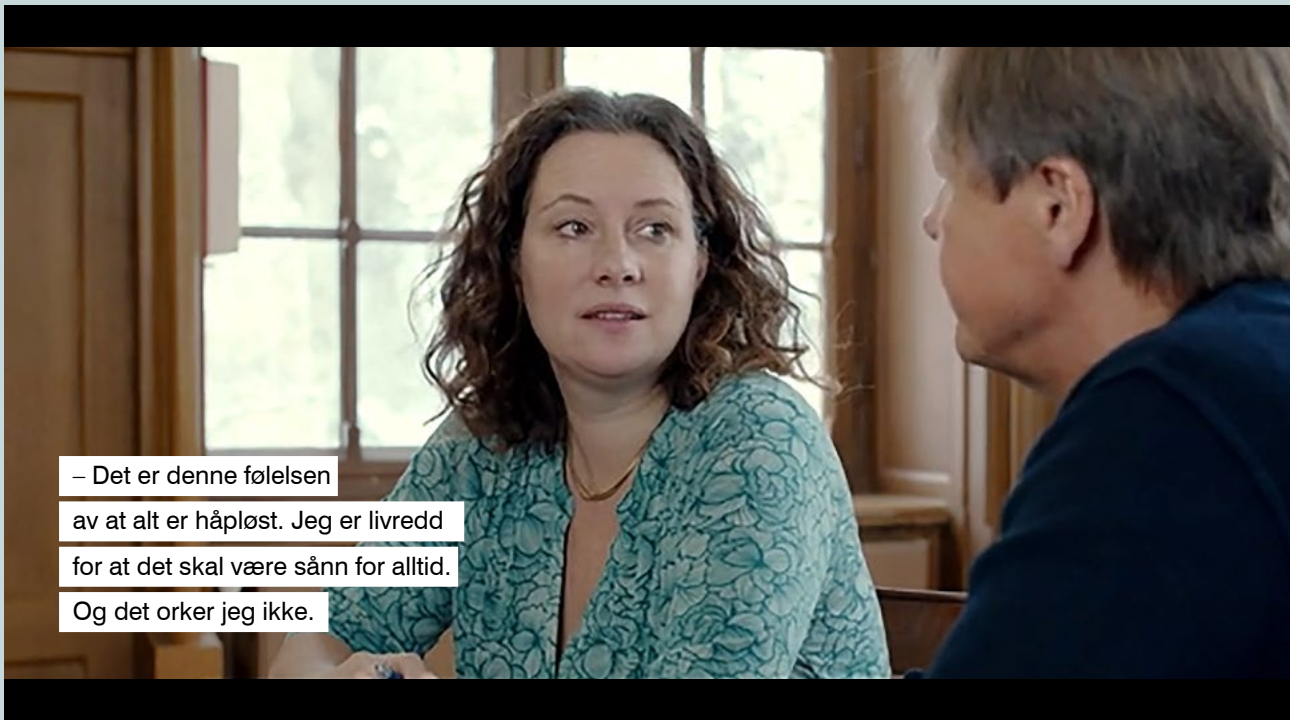 – Det er denne følelsen
av at alt er håpløst. Jeg er livredd
for at det skal være sånn for alltid.
Og det orker jeg ikke.